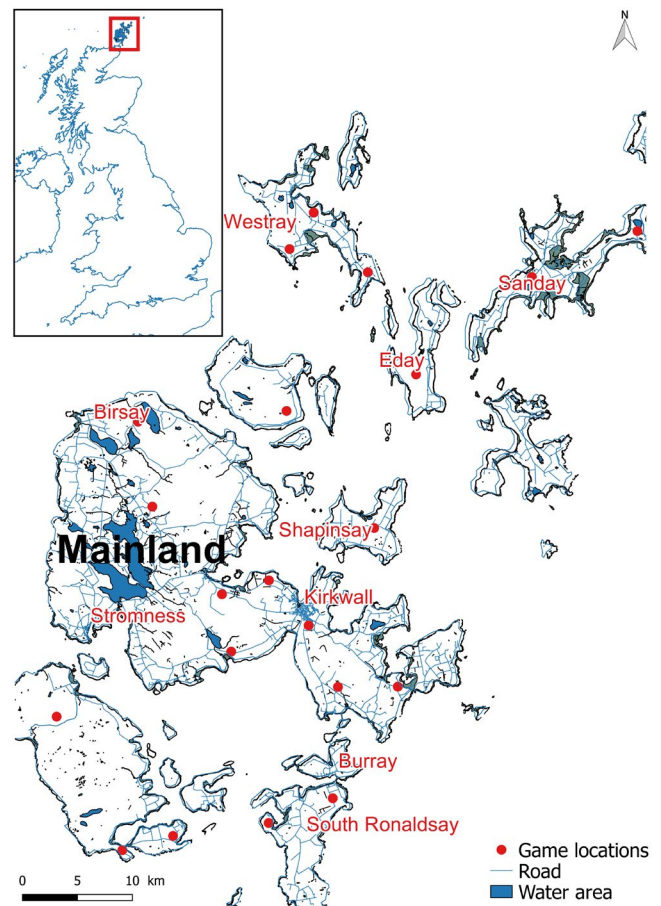 N
Westray
Sanday
Eday
Birsay
Shapinsay
Mainland
Kirkwall
Stromness
Burray
South Ronaldsay
Game locations
Road
Water area
0 5 10 km